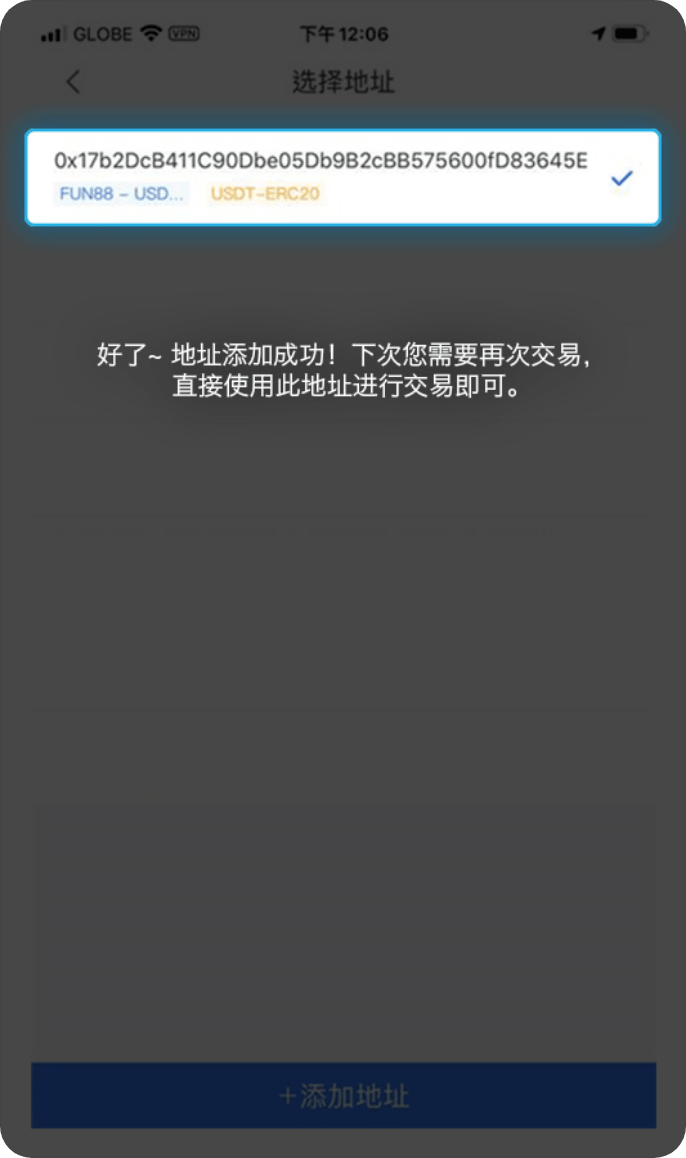 GLOBE VPN 下午12:06
选择地址
0x17b2DcB411C90Dbe05Db9B2cBB575600fD83645E
FUN88 - USD... USDT-ERC20
好了~ 地址添加成功！下次您需要再次交易，
直接使用此地址进行交易即可。
+添加地址